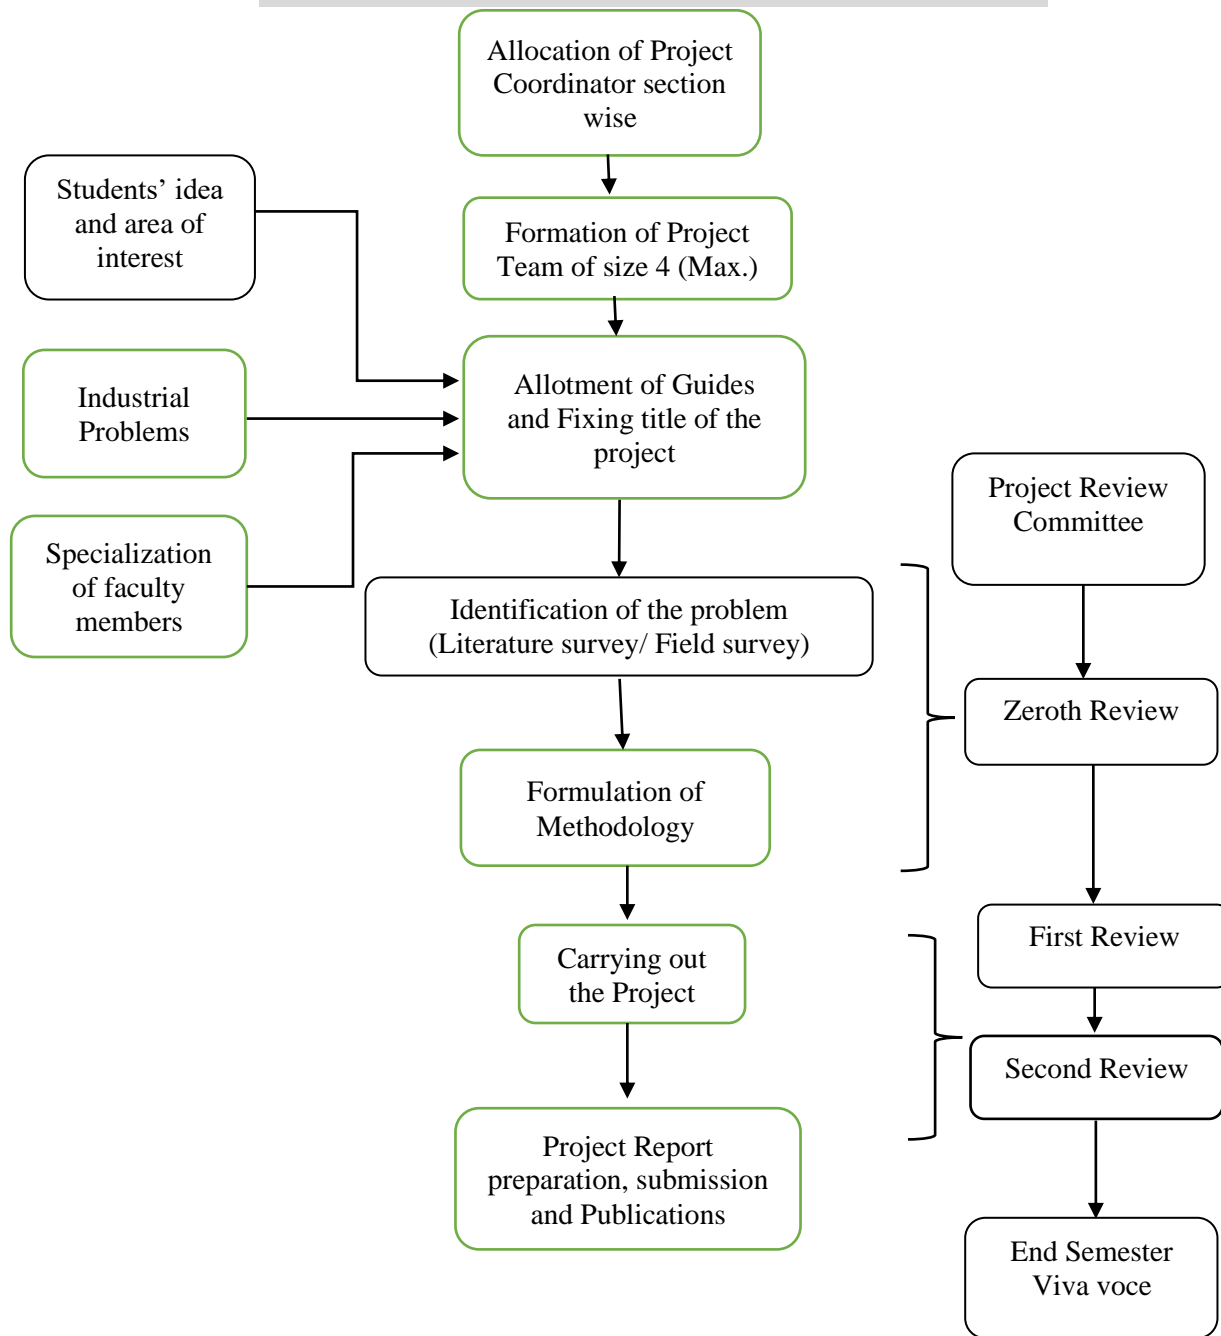 Allocation of Project
Coordinator section
wise
Students’ idea
and area of
interest
Formation of Project
Team of size 4 (Max.)
Industrial
Problems
Allotment of Guides
and Fixing title of the
project
Specialization
of faculty
members
Project Review
Committee
Identification of the problem
(Literature survey/ Field survey)
Zeroth Review
Formulation of
Methodology
First Review
Carrying out
the Project
Second Review
Project Report
preparation, submission
and Publications
End Semester
Viva voce